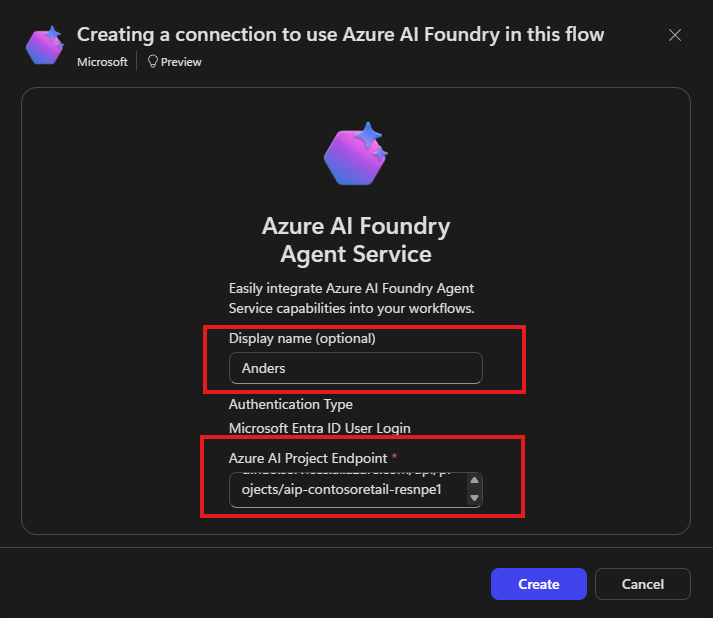 Creating a connection to use Azure AI Foundry in this flow
Microsoft
Preview
Azure AI Foundry
Agent Service
Easily integrate Azure AI Foundry Agent
Service capabilities into your workflows.
Display name (optional)
Anders
Authentication Type
Microsoft Entra ID User Login
Azure AI Project Endpoint *
ojects/aip-contosoretail-resnpe1
Create
Cancel